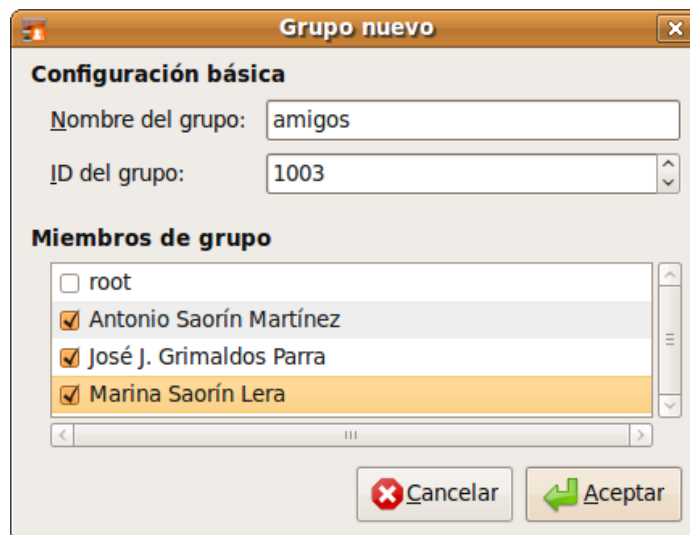 Grupo nuevo
Configuración básica
Nombre del grupo: amigos
ID del grupo: 1003
Miembros de grupo
root
Antonio Saorín Martínez
José J. Grimaldos Parra
Marina Saorín Lera
Cancelar Aceptar